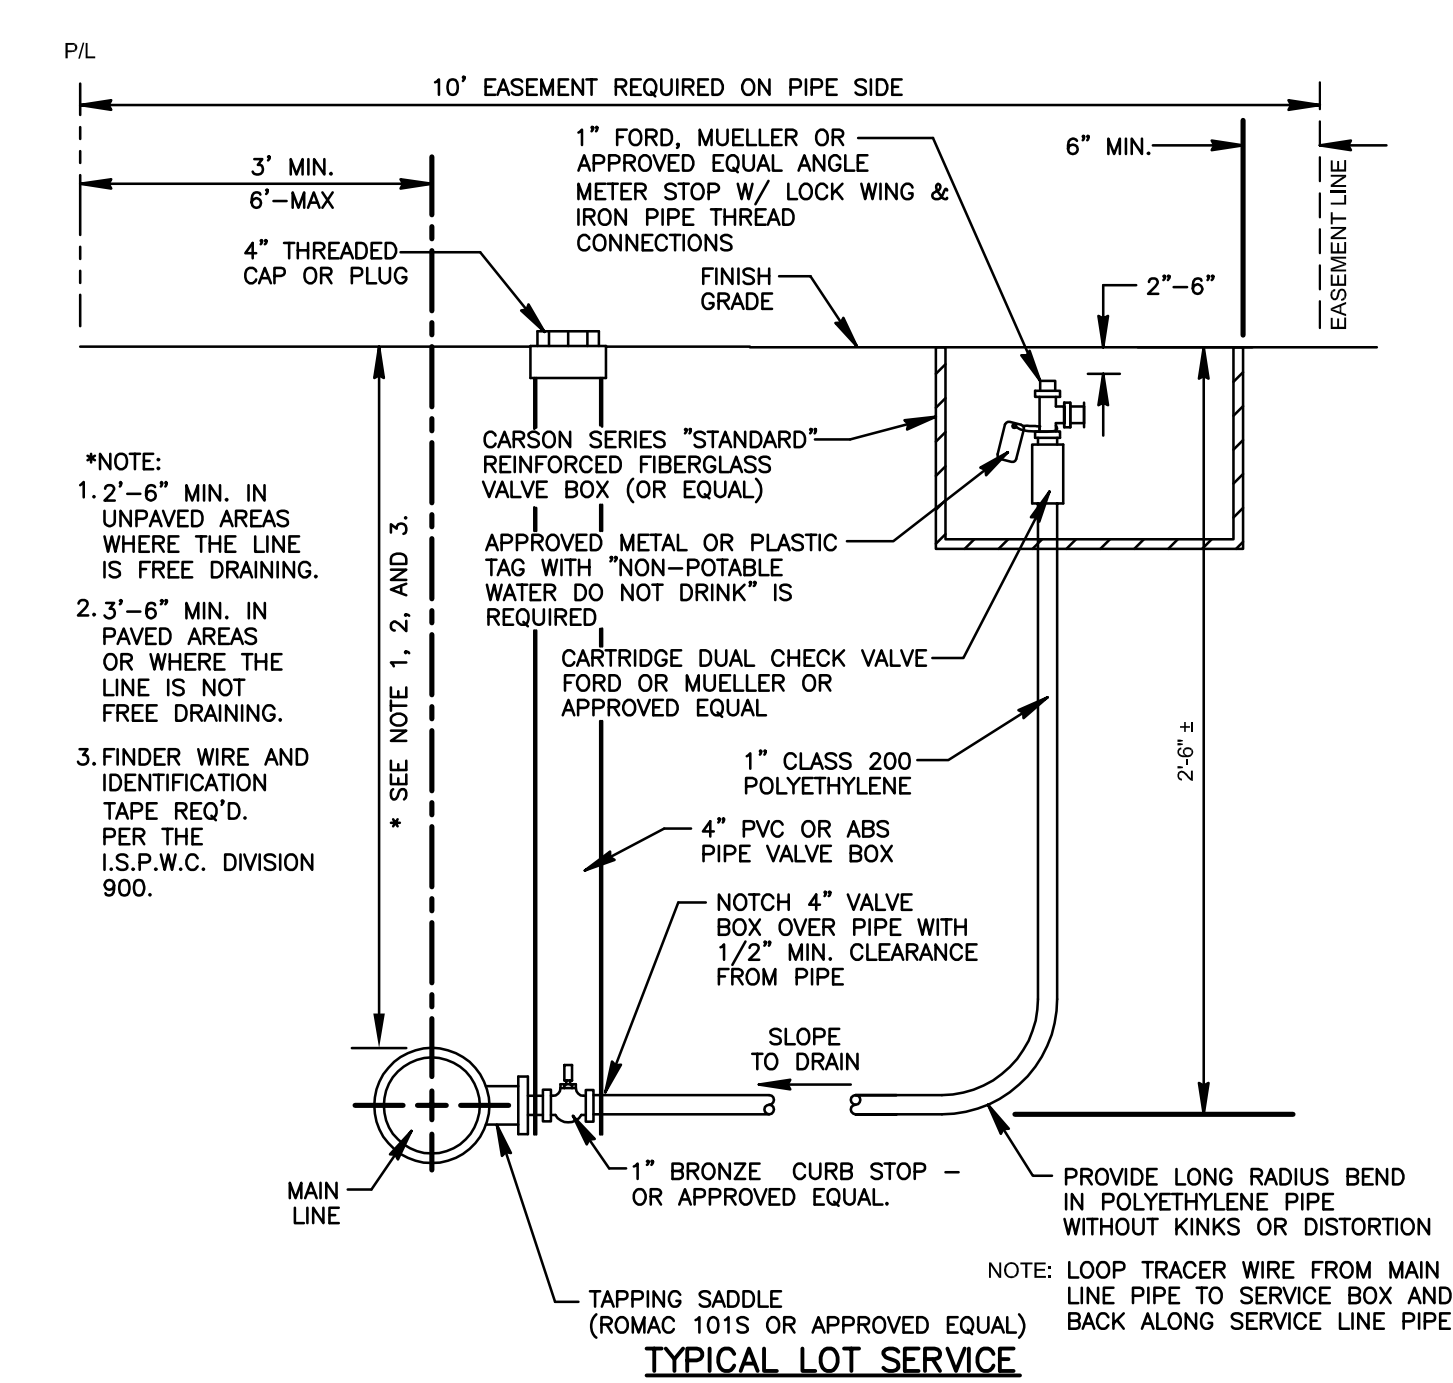 P/L
10' EASEMENT REQUIRED ON PIPE SIDE
3' MIN.
6'-MAX
1" FORD, MUELLER OR
APPROVED EQUAL ANGLE
METER STOP W/ LOCK WING &
IRON PIPE THREAD
CONNECTIONS
6" MIN.
EASEMENT LINE
4" THREADED
CAP OR PLUG
FINISH
GRADE
2"-6"
CARSON SERIES "STANDARD"
REINFORCED FIBERGLASS
VALVE BOX (OR EQUAL)
*NOTE:
1. 2'-6" MIN. IN
UNPAVED AREAS
WHERE THE LINE
IS FREE DRAINING.
2. 3'-6" MIN. IN
PAVED AREAS
OR WHERE THE
LINE IS NOT
FREE DRAINING.
3. FINDER WIRE AND
IDENTIFICATION
TAPE REQ'D.
PER THE
I.S.P.W.C. DIVISION
900.
* SEE NOTE 1, 2, AND 3.
APPROVED METAL OR PLASTIC
TAG WITH "NON-POTABLE
WATER DO NOT DRINK" IS
REQUIRED
CARTRIDGE DUAL CHECK VALVE
FORD OR MUELLER OR
APPROVED EQUAL
1" CLASS 200
POLYETHYLENE
2'-6" ±
4" PVC OR ABS
PIPE VALVE BOX
NOTCH 4" VALVE
BOX OVER PIPE WITH
1/2" MIN. CLEARANCE
FROM PIPE
SLOPE
TO DRAIN
MAIN
LINE
1" BRONZE CURB STOP -
OR APPROVED EQUAL.
PROVIDE LONG RADIUS BEND
IN POLYETHYLENE PIPE
WITHOUT KINKS OR DISTORTION
NOTE: LOOP TRACER WIRE FROM MAIN
LINE PIPE TO SERVICE BOX AND
BACK ALONG SERVICE LINE PIPE
TAPPING SADDLE
(ROMAC 101S OR APPROVED EQUAL)
TYPICAL LOT SERVICE